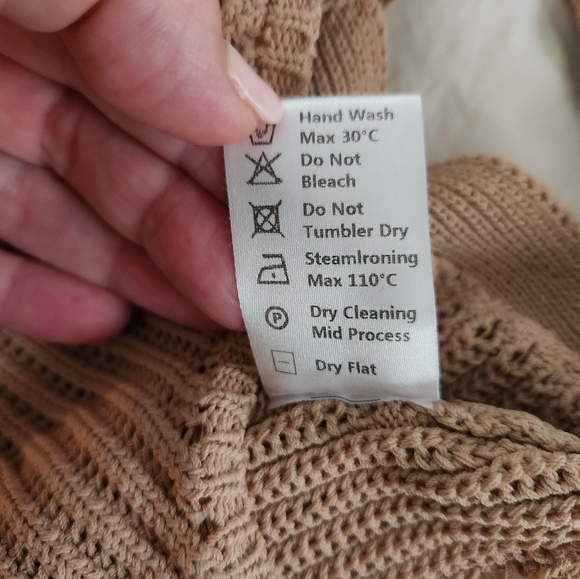 Hand Wash
Max 30°C
Do Not
Bleach
Do Not
Tumbler Dry
SteamIroning
Max 110°C
P
Dry Cleaning
Mid Process
Dry Flat